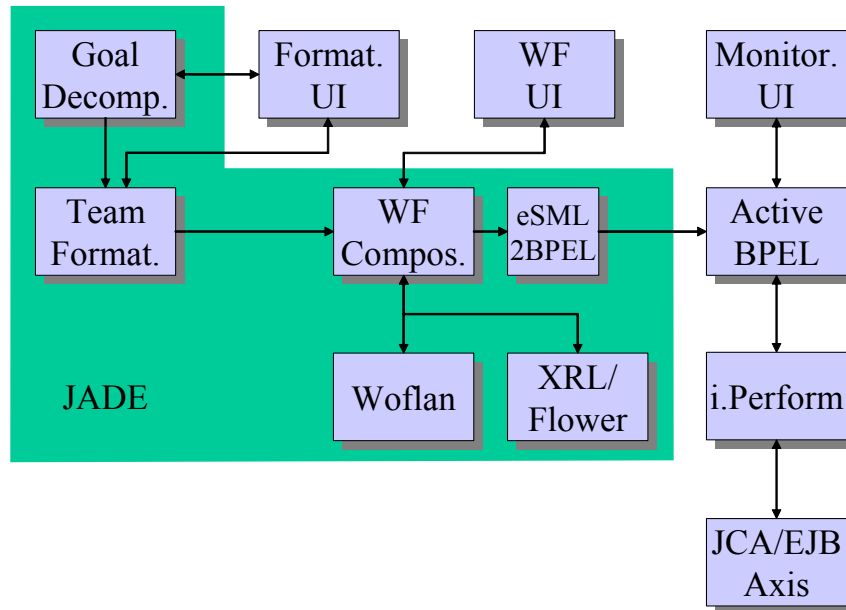 Goal
Decomp.
Format.
UI
WF
UI
Monitor.
UI
Team
Format.
WF
Compos.
eSML
2BPEL
Active
BPEL
JADE
Woflan
XRL/
Flower
i.Perform
JCA/EJB
Axis